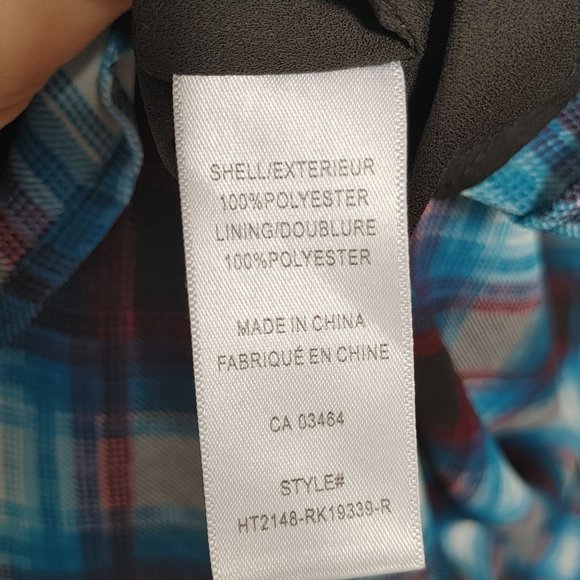 SHELL/EXTERIEUR
100%POLYESTER
LINING/DOUBLURE
100%POLYESTER
MADE IN CHINA
FABRIQUÉ EN CHINE
CA 03464
STYLE#
HT2148-RK19339-R